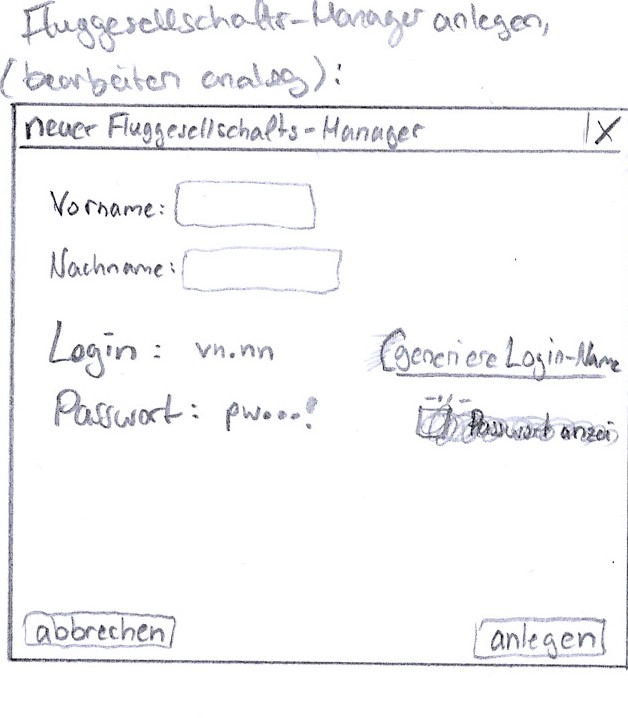 Fluggesellschafts-Manager anlegen,
(bearbeiten analog):
neuer Fluggesellschafts-Manager X
Vorname:
Nachname:
Login: vn.nn generiere Login-Name
Passwort: pw...!
-"-
Passwort anzei
abbrechen anlegen